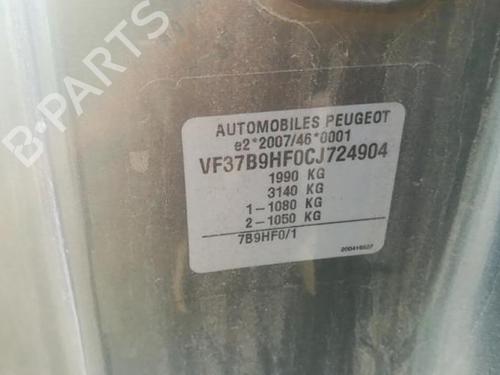 B-PARTS
AUTOMOBILES PEUGEOT
e2*2007/46*0001
VF37B9HF0CJ724904
1990 KG
3140 KG
1-1080 KG
2-1050 KG
7B9HF0/1